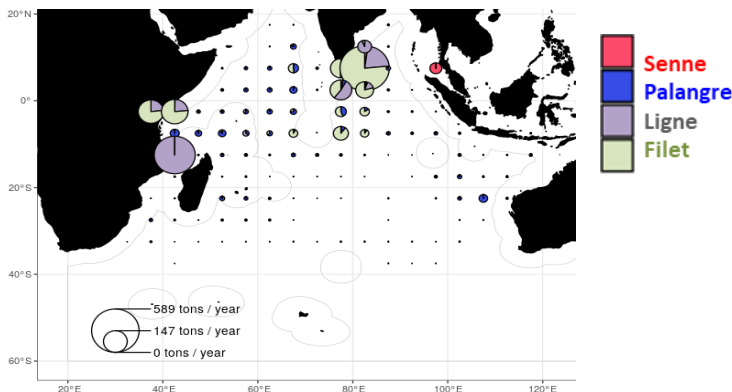 20°N
0°
20°S
40°S
60°S
589 tons / year
147 tons / year
0 tons / year
20°E
40°E
60°E
80°E
100°E
120°E
Senne
Palangre
Ligne
Filet